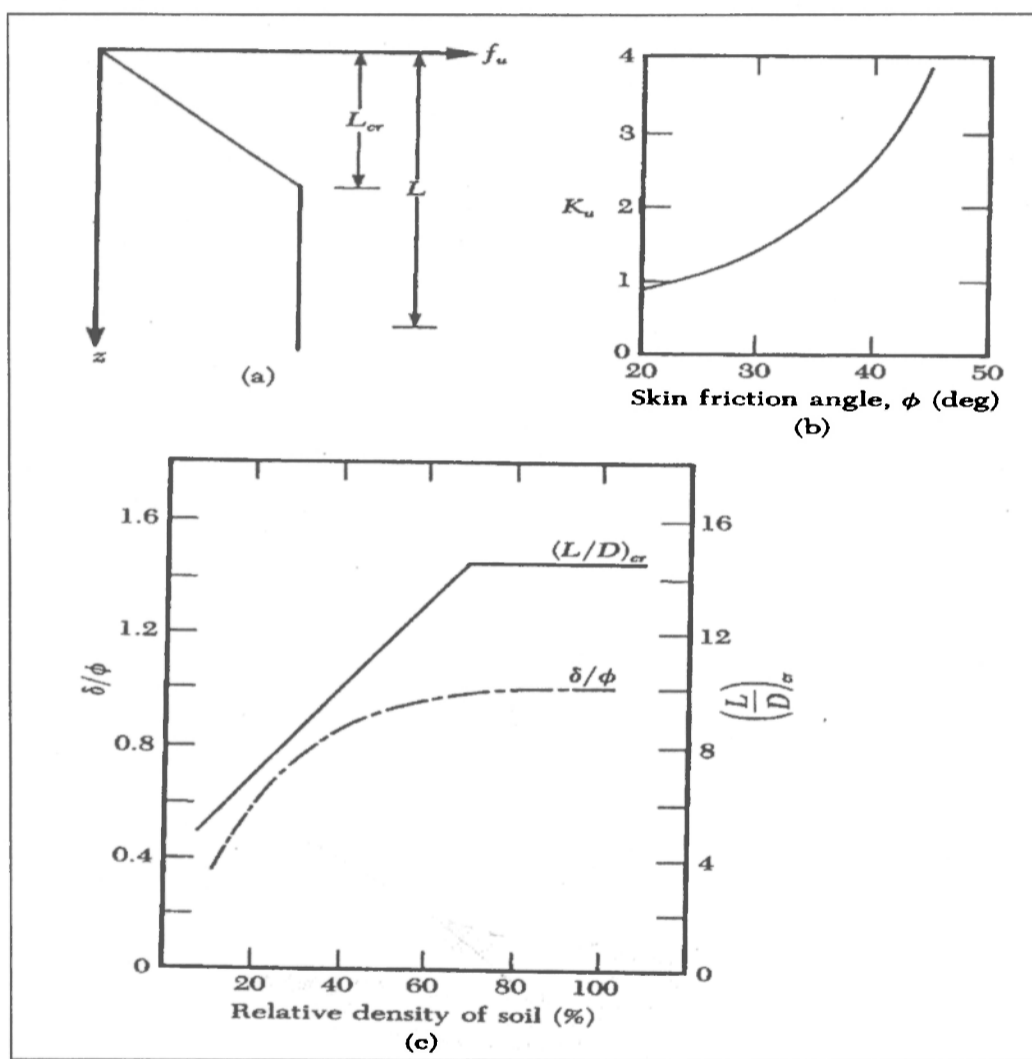 f_u
L_cr
L
z
(a)
4
3
K_u
2
1
0
20
30
40
50
Skin friction angle, ϕ (deg)
(b)
1.6
1.2
δ/ϕ
0.8
0.4
0
(L/D)_cr
δ/ϕ
16
12
(L/D)_cr
8
4
0
20
40
60
80
100
Relative density of soil (%)
(c)